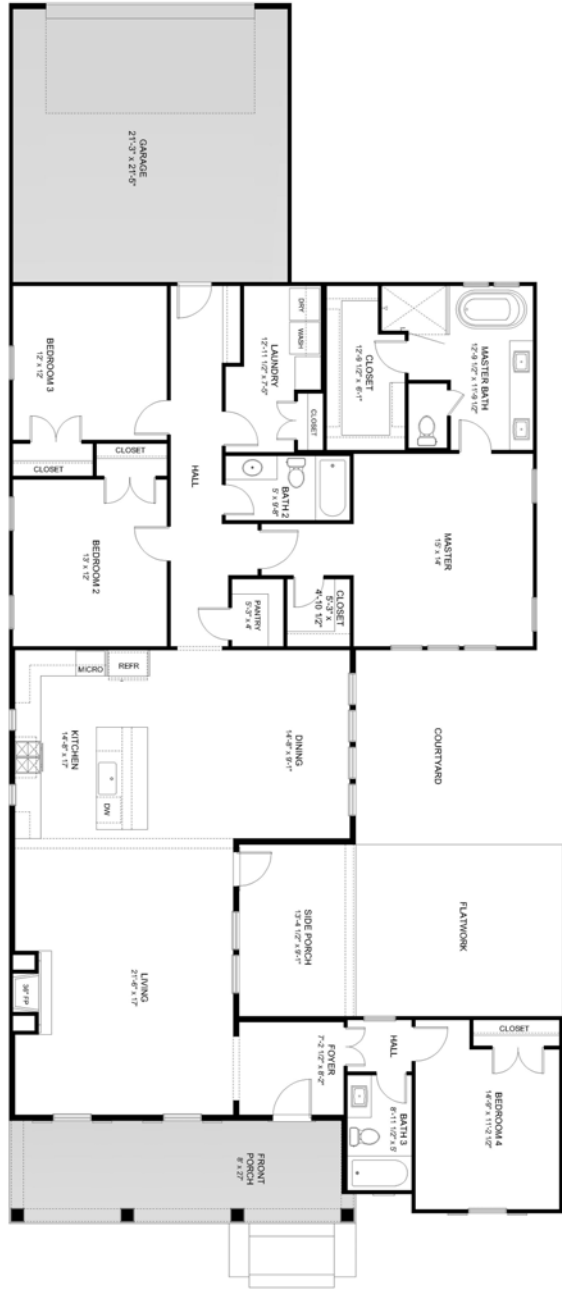 GARAGE
21'-3" x 21'-5"
BEDROOM 3
12' x 12'
CLOSET
CLOSET
DRY
WASH
LAUNDRY
12'-11 1/2" x 7'-5"
CLOSET
CLOSET
12'-9 1/2" x 6'-1"
MASTER BATH
12'-9 1/2" x 11'-9 1/2"
HALL
BATH 2
5' x 9'-8"
MASTER
15' x 14'
BEDROOM 2
13' x 12'
PANTRY
5'-3" x 4'
CLOSET
5'-3" x
4'-10 1/2"
MICRO
REFR
KITCHEN
14'-8" x 17'
DW
DINING
14'-8" x 9'-1"
COURTYARD
LIVING
21'-6" x 17'
36" FP
SIDE PORCH
13'-4 1/2" x 9'-1"
FLATWORK
FOYER
7'-2 1/2" x 8'-2"
HALL
CLOSET
BATH 3
8'-11 1/2" x 5'
BEDROOM 4
14'-9" x 11'-2 1/2"
FRONT
PORCH
8' x 27'